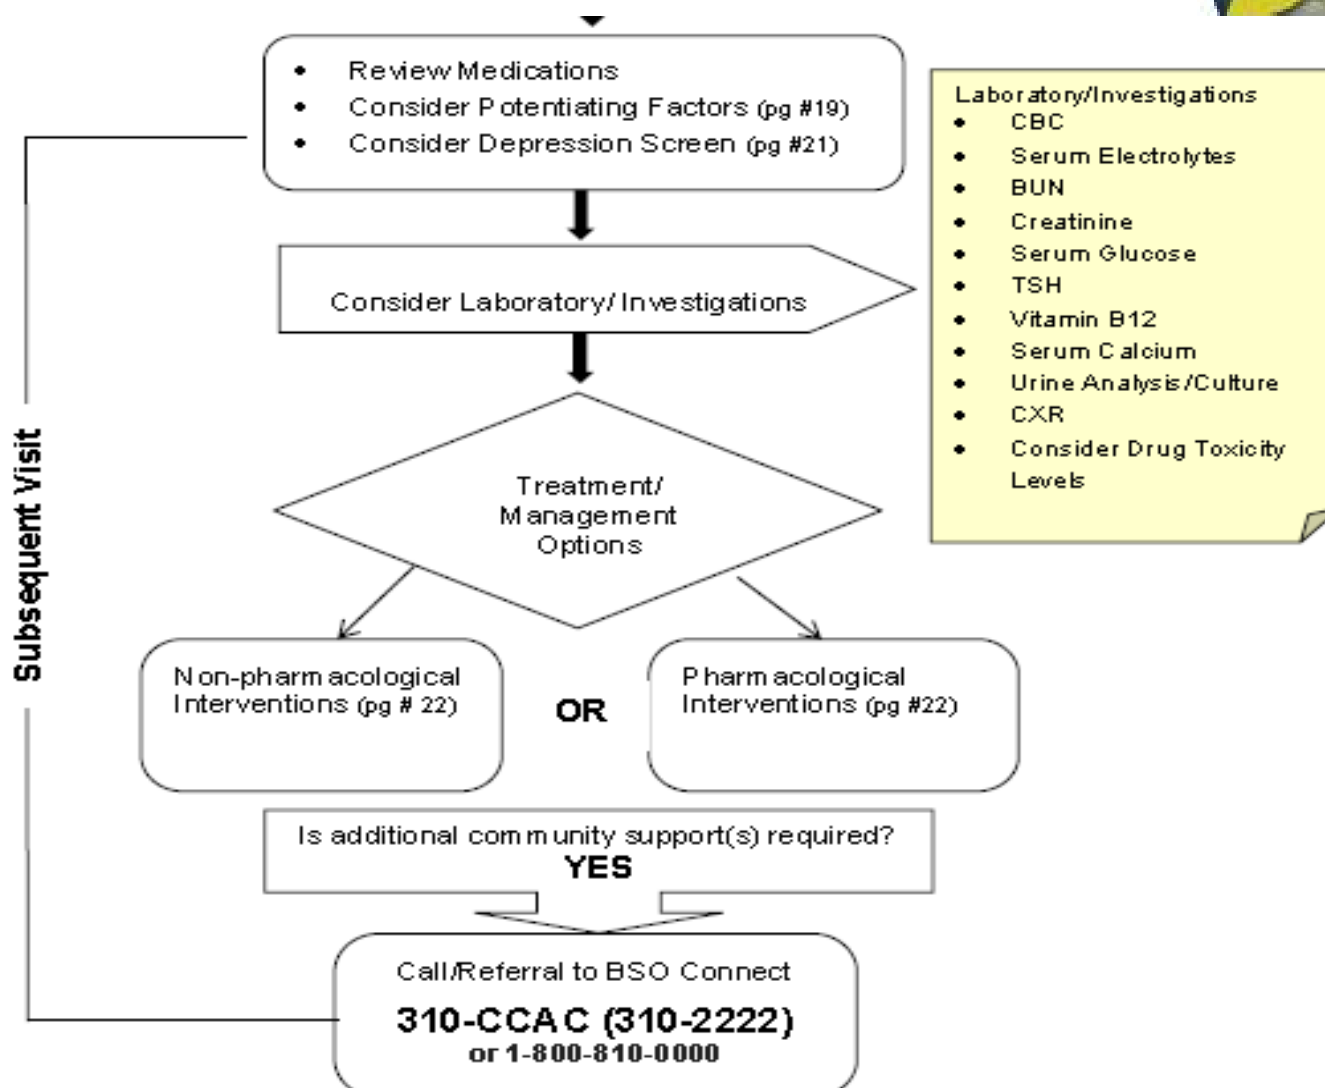 Review Medications
Consider Potentiating Factors (pg #19)
Consider Depression Screen (pg #21)
Laboratory/Investigations
CBC
Serum Electrolytes
BUN
Creatinine
Serum Glucose
TSH
Vitamin B12
Serum Calcium
Urine Analysis/Culture
CXR
Consider Drug Toxicity
Levels
Consider Laboratory/ Investigations
Treatment/
Management
Options
Subsequent Visit
Non-pharmacological
Interventions (pg # 22)
OR
Pharmacological
Interventions (pg #22)
Is additional community support(s) required?
YES
Call/Referral to BSO Connect
310-CCAC (310-2222)
or 1-800-810-0000